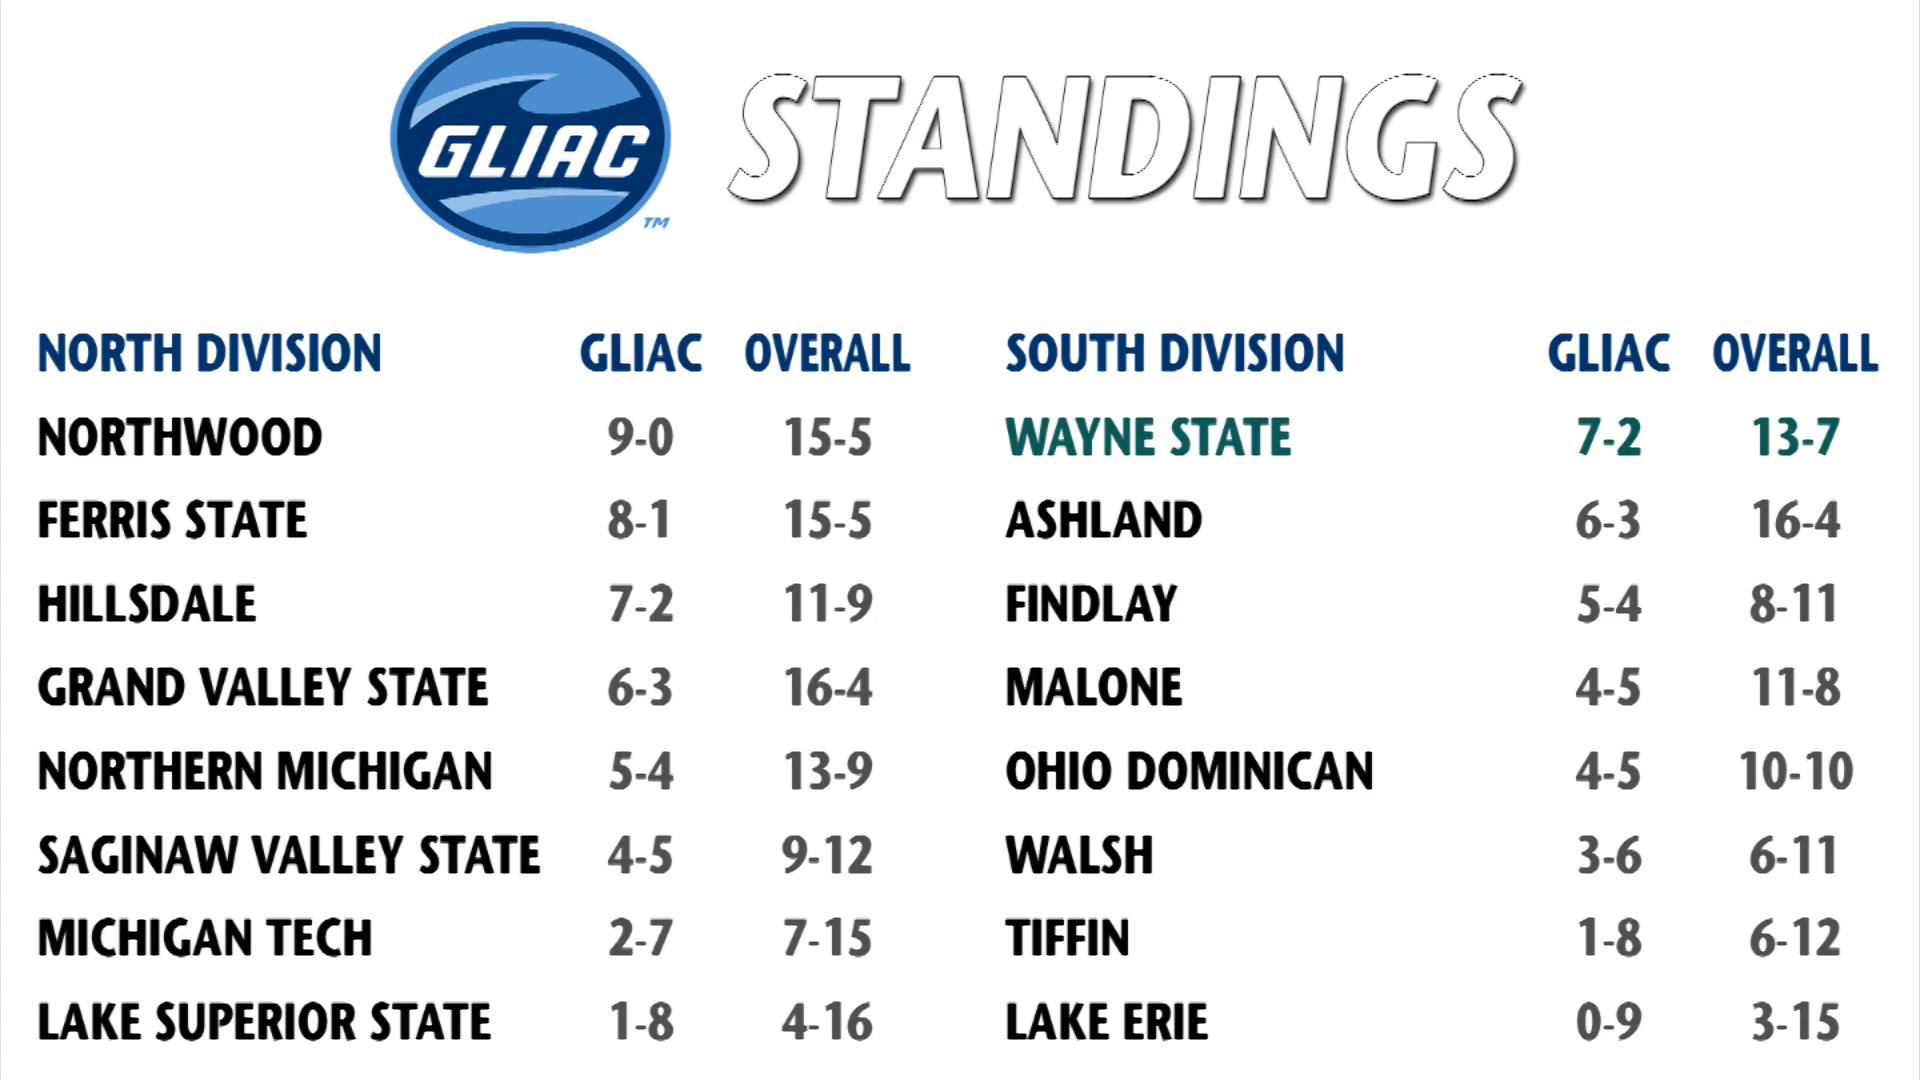 GLIAC STANDINGS
TM
NORTH DIVISION GLIAC OVERALL
NORTHWOOD 9-0 15-5
FERRIS STATE 8-1 15-5
HILLSDALE 7-2 11-9
GRAND VALLEY STATE 6-3 16-4
NORTHERN MICHIGAN 5-4 13-9
SAGINAW VALLEY STATE 4-5 9-12
MICHIGAN TECH 2-7 7-15
LAKE SUPERIOR STATE 1-8 4-16
SOUTH DIVISION GLIAC OVERALL
WAYNE STATE 7-2 13-7
ASHLAND 6-3 16-4
FINDLAY 5-4 8-11
MALONE 4-5 11-8
OHIO DOMINICAN 4-5 10-10
WALSH 3-6 6-11
TIFFIN 1-8 6-12
LAKE ERIE 0-9 3-15